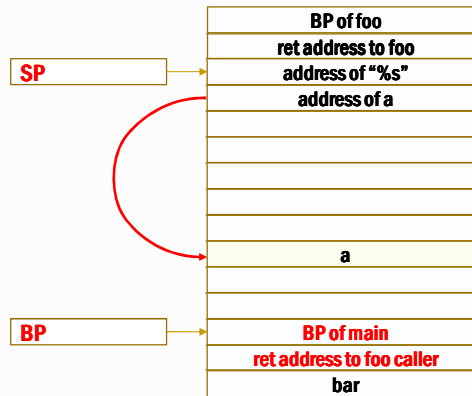 BP of foo
ret address to foo
SP
address of “%s”
address of a
a
BP
BP of main
ret address to foo caller
bar